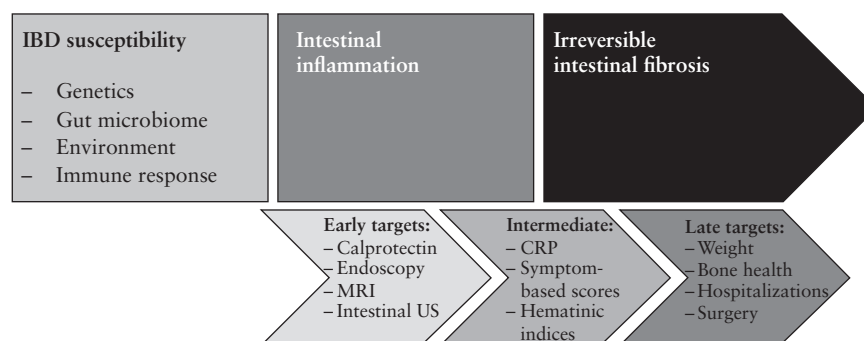 IBD susceptibility
– Genetics
– Gut microbiome
– Environment
– Immune response
Intestinal
inflammation
Irreversible
intestinal fibrosis
Early targets:
– Calprotectin
– Endoscopy
– MRI
– Intestinal US
Intermediate:
– CRP
– Symptom-
based scores
– Hematinic
indices
Late targets:
– Weight
– Bone health
– Hospitalizations
– Surgery